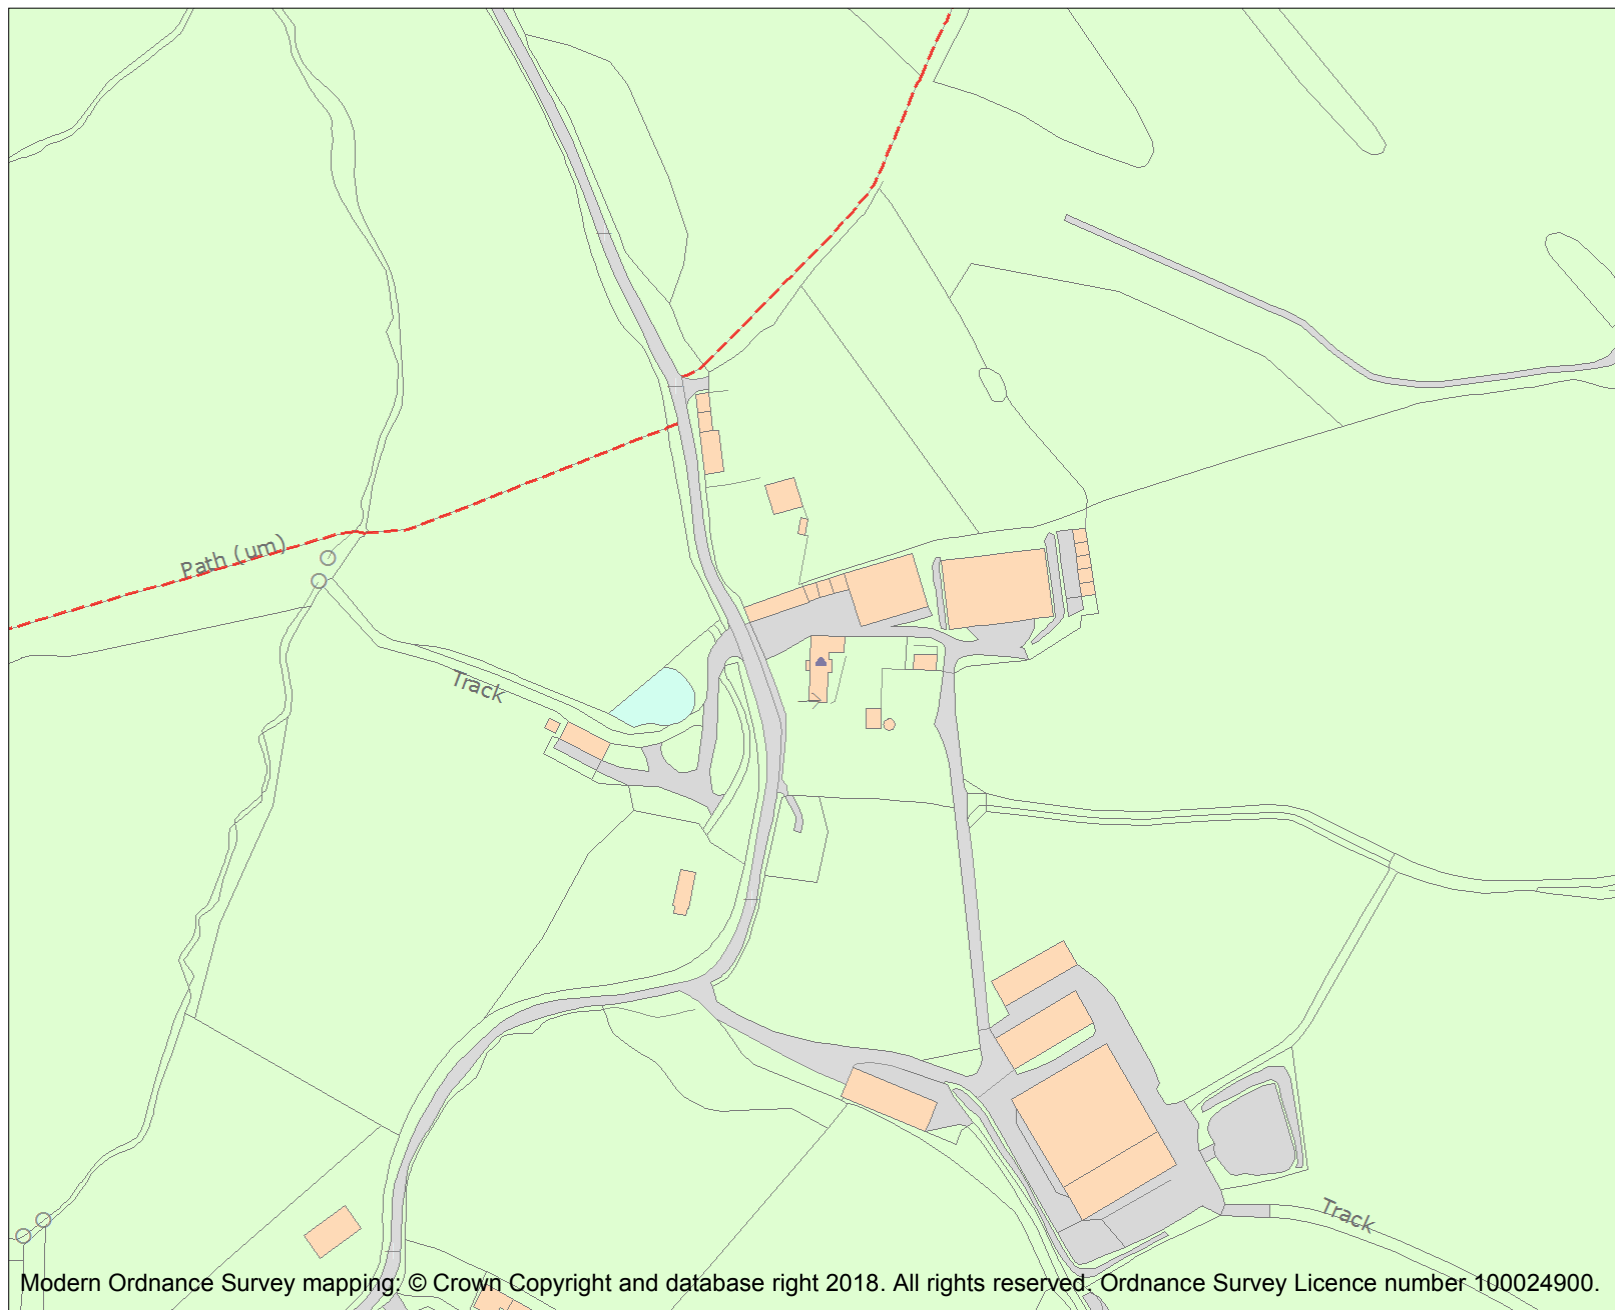 Path (um)
Track
Track
Modern Ordnance Survey mapping: © Crown Copyright and database right 2018. All rights reserved. Ordnance Survey Licence number 100024900.